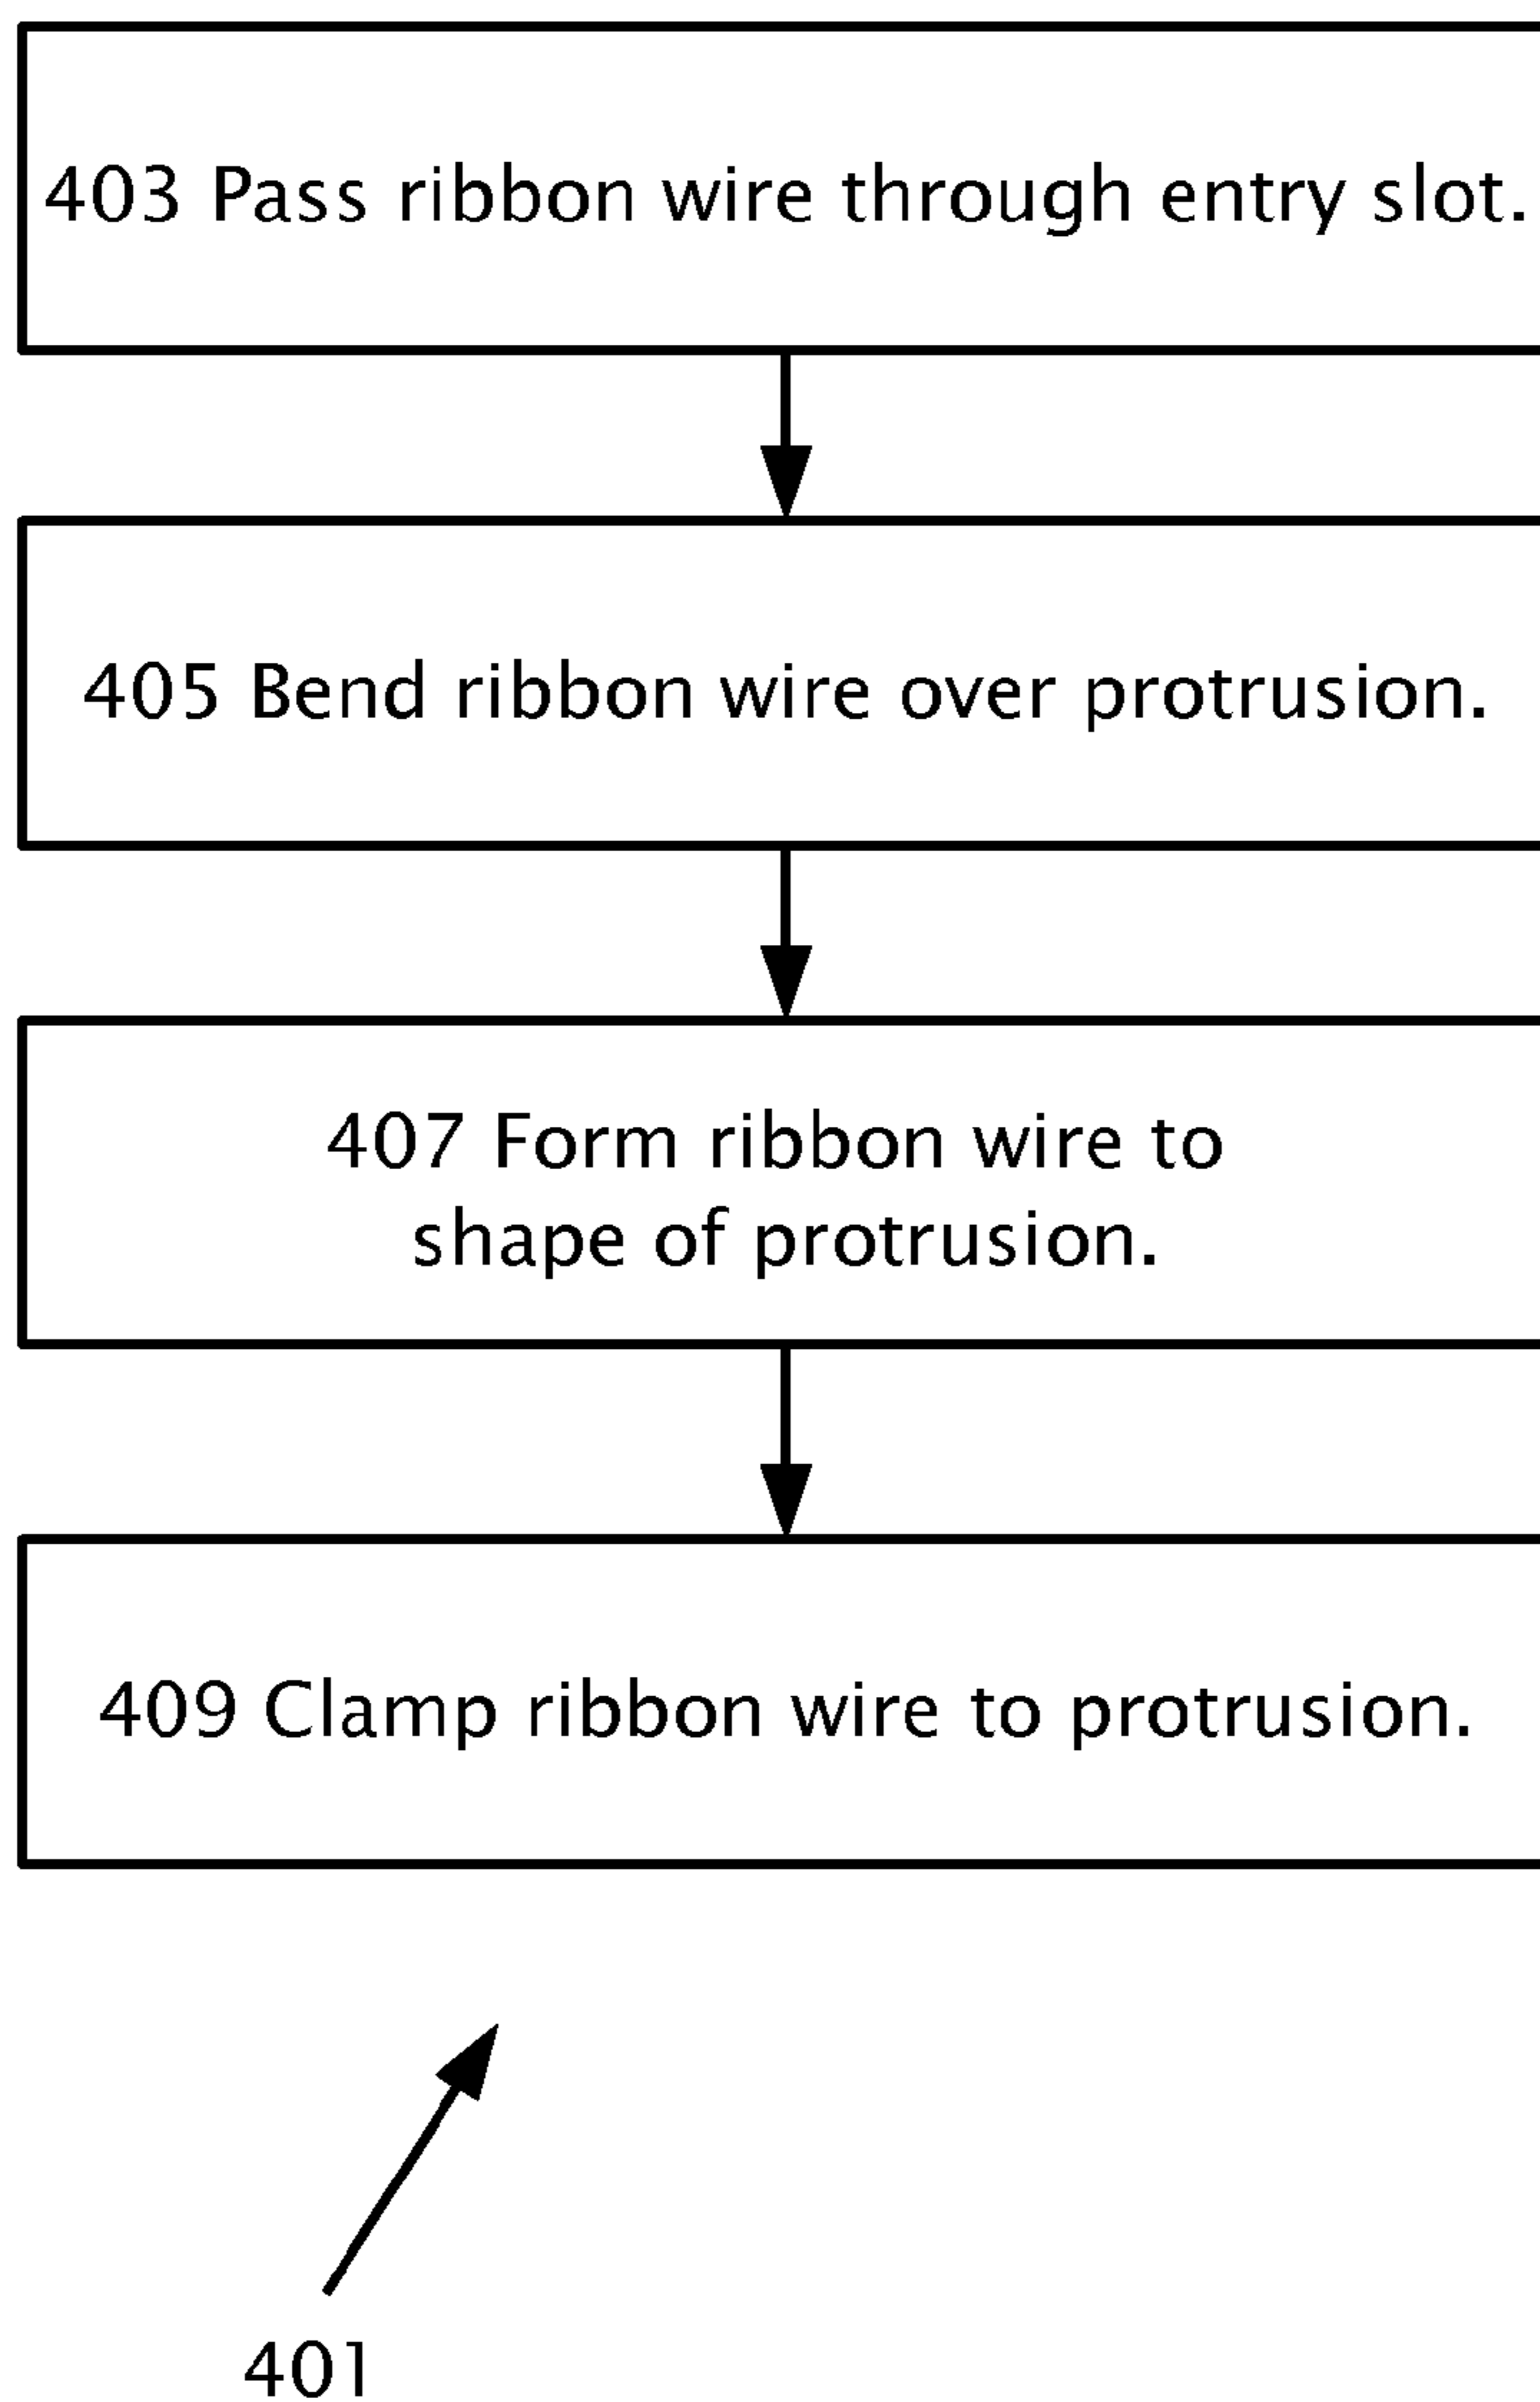 403 Pass ribbon wire through entry slot.
405 Bend ribbon wire over protrusion.
407 Form ribbon wire to
shape of protrusion.
409 Clamp ribbon wire to protrusion.
401